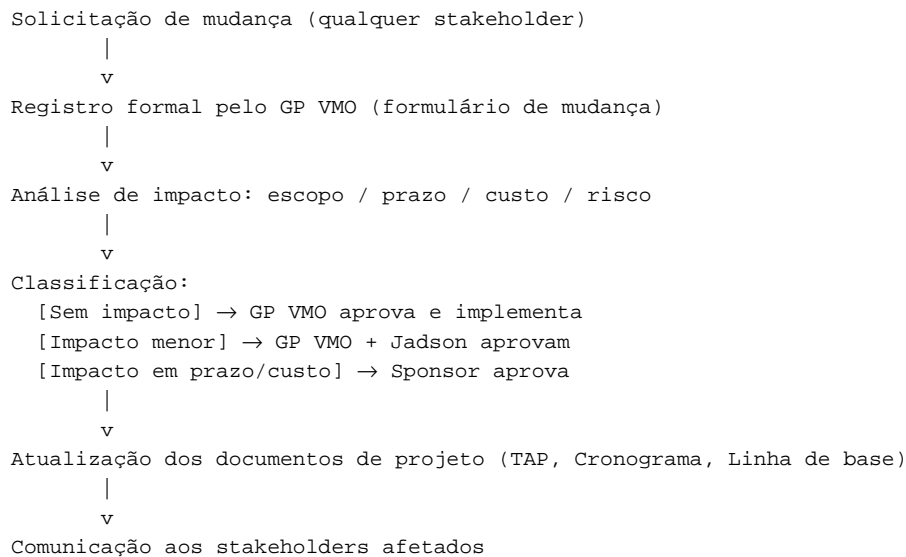 Solicitação de mudança (qualquer stakeholder)
|
v
Registro formal pelo GP VMO (formulário de mudança)
|
v
Análise de impacto: escopo / prazo / custo / risco
|
v
Classificação:
[Sem impacto] → GP VMO aprova e implementa
[Impacto menor] → GP VMO + Jadson aprovam
[Impacto em prazo/custo] → Sponsor aprova
|
v
Atualização dos documentos de projeto (TAP, Cronograma, Linha de base)
|
v
Comunicação aos stakeholders afetados